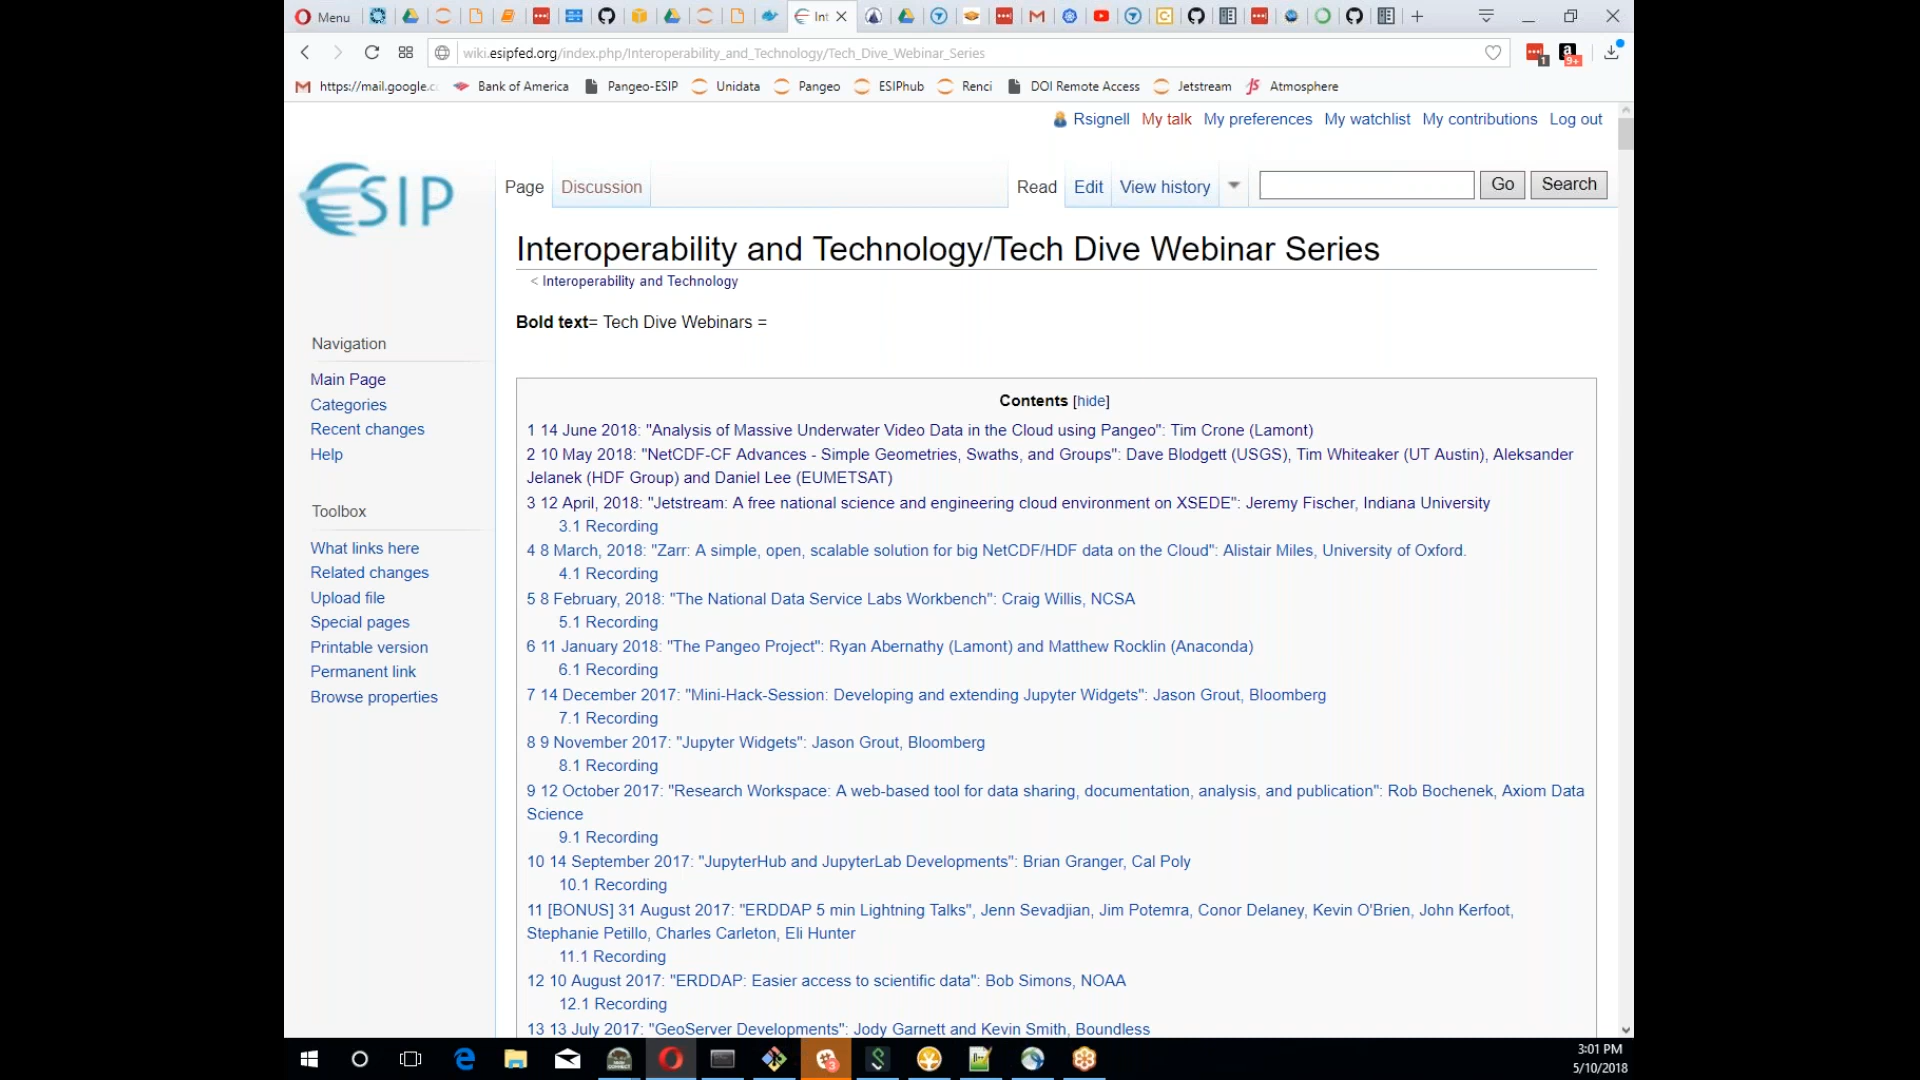 Menu
Int
wiki.esipfed.org/index.php/Interoperability_and_Technology/Tech_Dive_Webinar_Series
1
a
9+
https://mail.google.c
Bank of America
Pangeo-ESIP
Unidata
Pangeo
ESIPhub
Renci
DOI Remote Access
Jetstream
Atmosphere
Rsignell My talk My preferences My watchlist My contributions Log out
ESIP
Page Discussion Read Edit View history Go Search
Interoperability and Technology/Tech Dive Webinar Series
< Interoperability and Technology
Bold text= Tech Dive Webinars =
Navigation
Main Page
Categories
Recent changes
Help
Toolbox
What links here
Related changes
Upload file
Special pages
Printable version
Permanent link
Browse properties
Contents [hide]
1 14 June 2018: "Analysis of Massive Underwater Video Data in the Cloud using Pangeo": Tim Crone (Lamont)
2 10 May 2018: "NetCDF-CF Advances - Simple Geometries, Swaths, and Groups": Dave Blodgett (USGS), Tim Whiteaker (UT Austin), Aleksander
Jelanek (HDF Group) and Daniel Lee (EUMETSAT)
3 12 April, 2018: "Jetstream: A free national science and engineering cloud environment on XSEDE": Jeremy Fischer, Indiana University
3.1 Recording
4 8 March, 2018: "Zarr: A simple, open, scalable solution for big NetCDF/HDF data on the Cloud": Alistair Miles, University of Oxford.
4.1 Recording
5 8 February, 2018: "The National Data Service Labs Workbench": Craig Willis, NCSA
5.1 Recording
6 11 January 2018: "The Pangeo Project": Ryan Abernathy (Lamont) and Matthew Rocklin (Anaconda)
6.1 Recording
7 14 December 2017: "Mini-Hack-Session: Developing and extending Jupyter Widgets": Jason Grout, Bloomberg
7.1 Recording
8 9 November 2017: "Jupyter Widgets": Jason Grout, Bloomberg
8.1 Recording
9 12 October 2017: "Research Workspace: A web-based tool for data sharing, documentation, analysis, and publication": Rob Bochenek, Axiom Data
Science
9.1 Recording
10 14 September 2017: "JupyterHub and JupyterLab Developments": Brian Granger, Cal Poly
10.1 Recording
11 [BONUS] 31 August 2017: "ERDDAP 5 min Lightning Talks", Jenn Sevadjian, Jim Potemra, Conor Delaney, Kevin O'Brien, John Kerfoot,
Stephanie Petillo, Charles Carleton, Eli Hunter
11.1 Recording
12 10 August 2017: "ERDDAP: Easier access to scientific data": Bob Simons, NOAA
12.1 Recording
13 13 July 2017: "GeoServer Developments": Jody Garnett and Kevin Smith, Boundless
3
3:01 PM
5/10/2018